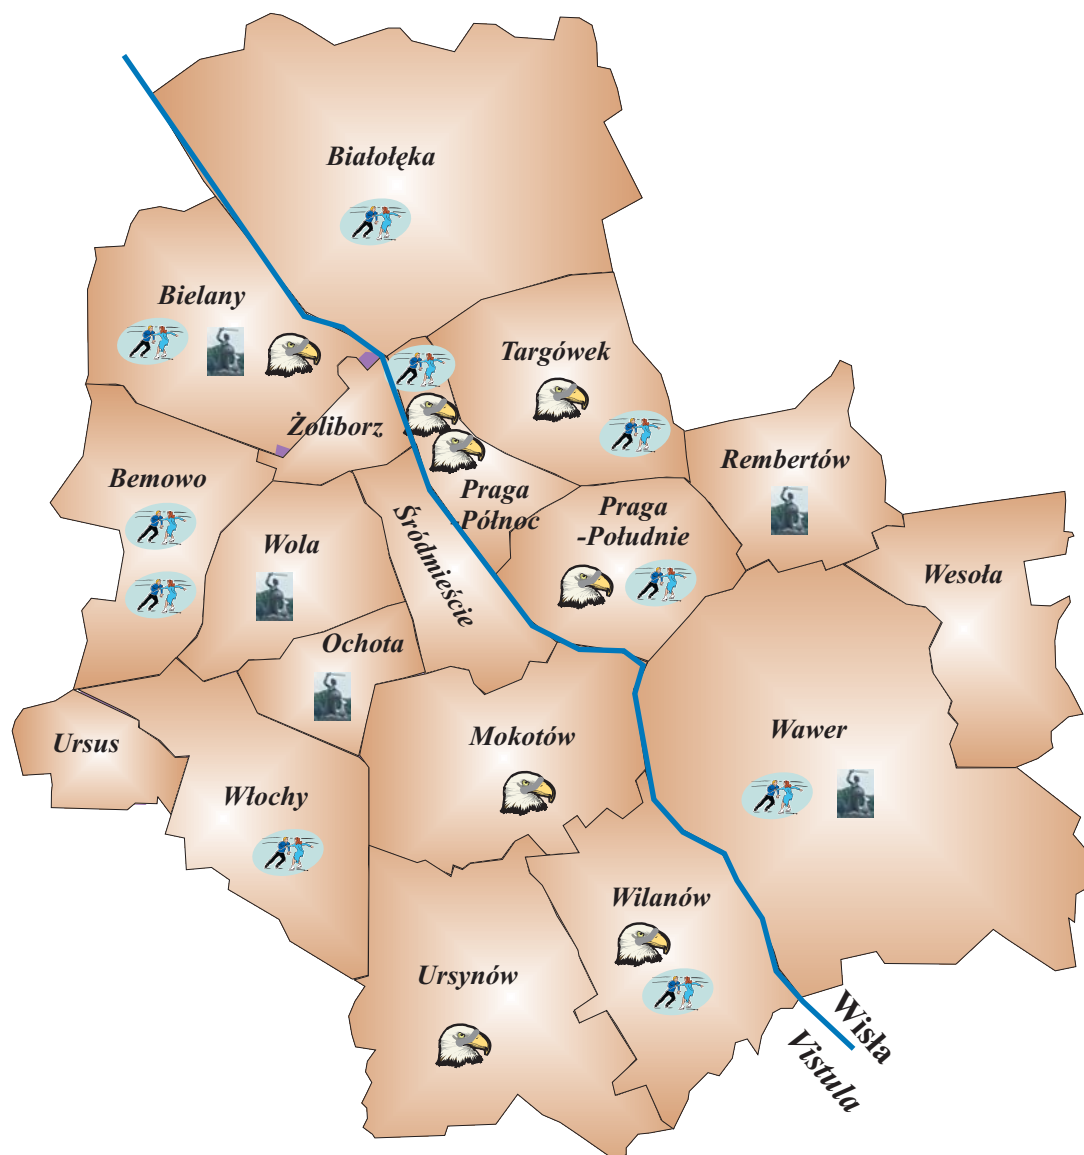 Białołęka
Bielany
Targówek
Żoliborz
Rembertów
Bemowo
Praga
-Północ
Praga
-Południe
Śródmieście
Wola
Wesoła
Ochota
Ursus
Mokotów
Wawer
Włochy
Wilanów
Ursynów
Wisła
Vistula